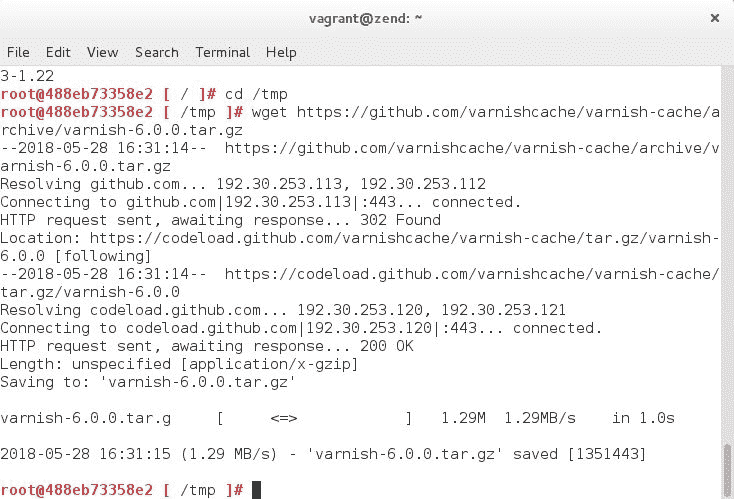 vagrant@zend: ~
×
File Edit View Search Terminal Help
3-1.22
root@488eb73358e2 [ / ]# cd /tmp
root@488eb73358e2 [ /tmp ]# wget https://github.com/varnishcache/varnish-cache/a
rchive/varnish-6.0.0.tar.gz
--2018-05-28 16:31:14--  https://github.com/varnishcache/varnish-cache/archive/v
arnish-6.0.0.tar.gz
Resolving github.com... 192.30.253.113, 192.30.253.112
Connecting to github.com|192.30.253.113|:443... connected.
HTTP request sent, awaiting response... 302 Found
Location: https://codeload.github.com/varnishcache/varnish-cache/tar.gz/varnish-
6.0.0 [following]
--2018-05-28 16:31:14--  https://codeload.github.com/varnishcache/varnish-cache/
tar.gz/varnish-6.0.0
Resolving codeload.github.com... 192.30.253.120, 192.30.253.121
Connecting to codeload.github.com|192.30.253.120|:443... connected.
HTTP request sent, awaiting response... 200 OK
Length: unspecified [application/x-gzip]
Saving to: 'varnish-6.0.0.tar.gz'
varnish-6.0.0.tar.g     [     <=>            ]   1.29M  1.29MB/s    in 1.0s
2018-05-28 16:31:15 (1.29 MB/s) - 'varnish-6.0.0.tar.gz' saved [1351443]
root@488eb73358e2 [ /tmp ]#